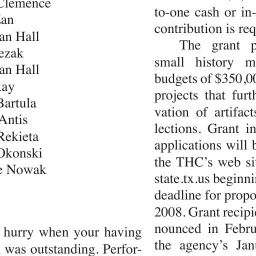 Clemence
an Hall
ezak
an Hall
Ray
Bartula
Antis
Rekieta
Okonski
e Nowak
hurry when your having
was outstanding. Perfor-
to-one cash or in-
contribution is req
The grant p
small history m
budgets of $350,00
projects that furth
vation of artifacts
lections. Grant in
applications will b
the THC's web si
state.tx.us beginni
deadline for propo
2008. Grant recipie
nounced in Febru
the agency's Janu